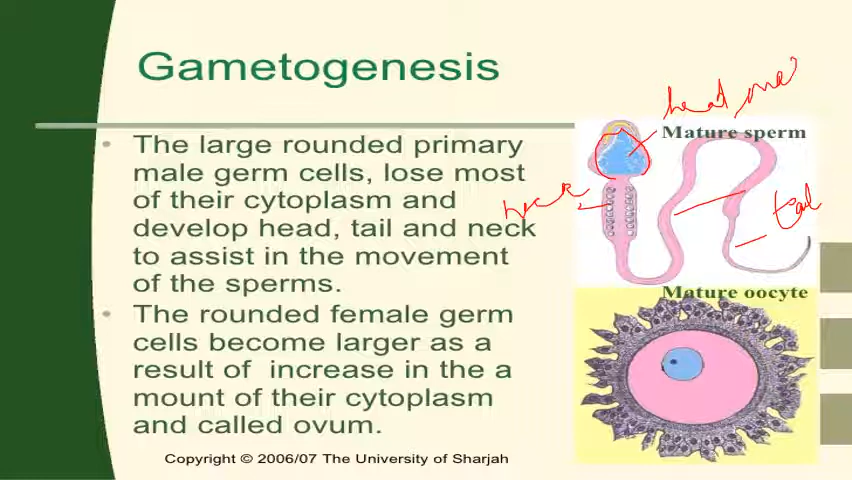 Gametogenesis
The large rounded primary
male germ cells, lose most
of their cytoplasm and
develop head, tail and neck
to assist in the movement
of the sperms.
The rounded female germ
cells become larger as a
result of  increase in the a
mount of their cytoplasm
and called ovum.
head
Mature sperm
neck
tail
Mature oocyte
Copyright © 2006/07 The University of Sharjah